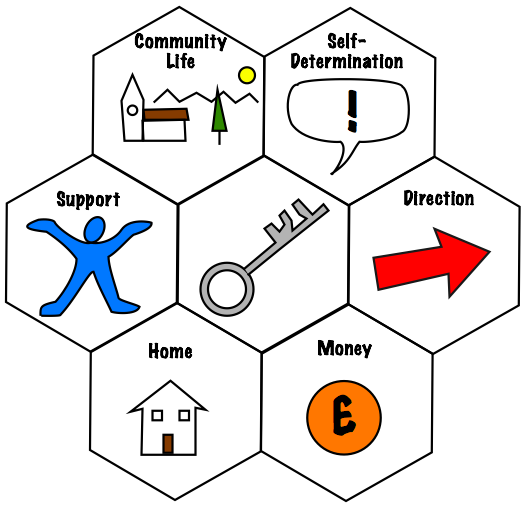 Community
Life
Self-
Determination
!
Support
Direction
Home
Money
£